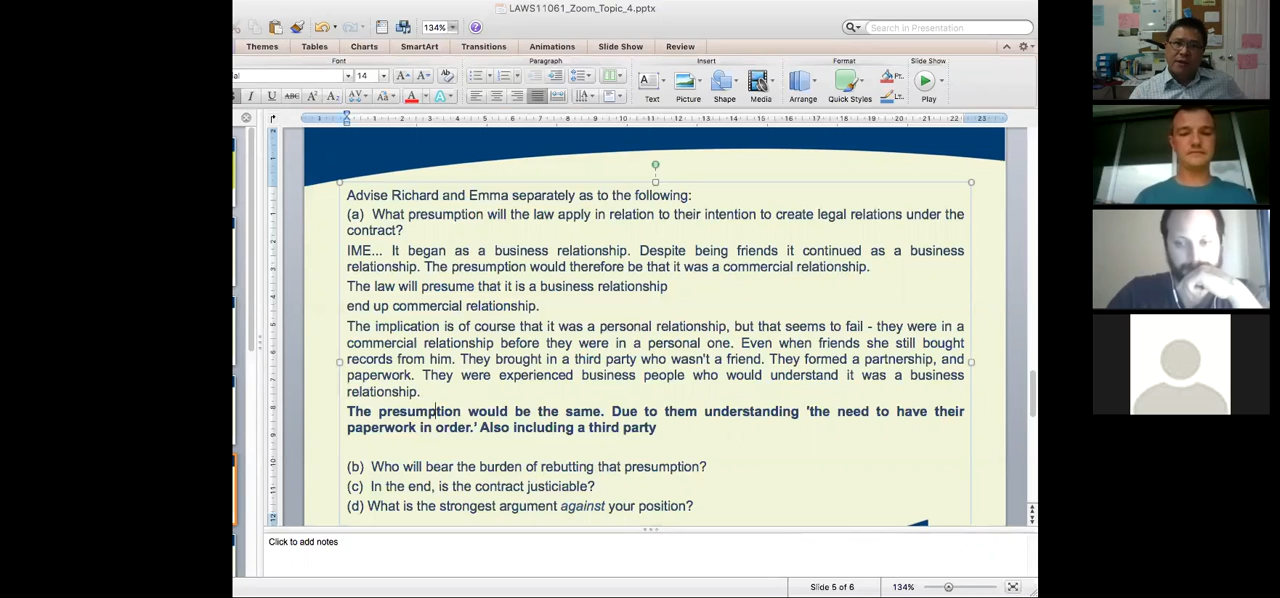 LAWS11061_Zoom_Topic_4.pptx
134%
Search in Presentation
Themes Tables Charts SmartArt Transitions Animations Slide Show Review
Font Paragraph Insert Format Slide Show
14
Text Picture Shape Media Arrange Quick Styles Play
Advise Richard and Emma separately as to the following:
(a) What presumption will the law apply in relation to their intention to create legal relations under the
contract?
IME... It began as a business relationship. Despite being friends it continued as a business
relationship. The presumption would therefore be that it was a commercial relationship.
The law will presume that it is a business relationship
end up commercial relationship.
The implication is of course that it was a personal relationship, but that seems to fail - they were in a
commercial relationship before they were in a personal one. Even when friends she still bought
records from him. They brought in a third party who wasn't a friend. They formed a partnership, and
paperwork. They were experienced business people who would understand it was a business
relationship.
The presumption would be the same. Due to them understanding 'the need to have their
paperwork in order.' Also including a third party
(b) Who will bear the burden of rebutting that presumption?
(c) In the end, is the contract justiciable?
(d) What is the strongest argument against your position?
Click to add notes
Slide 5 of 6 134%